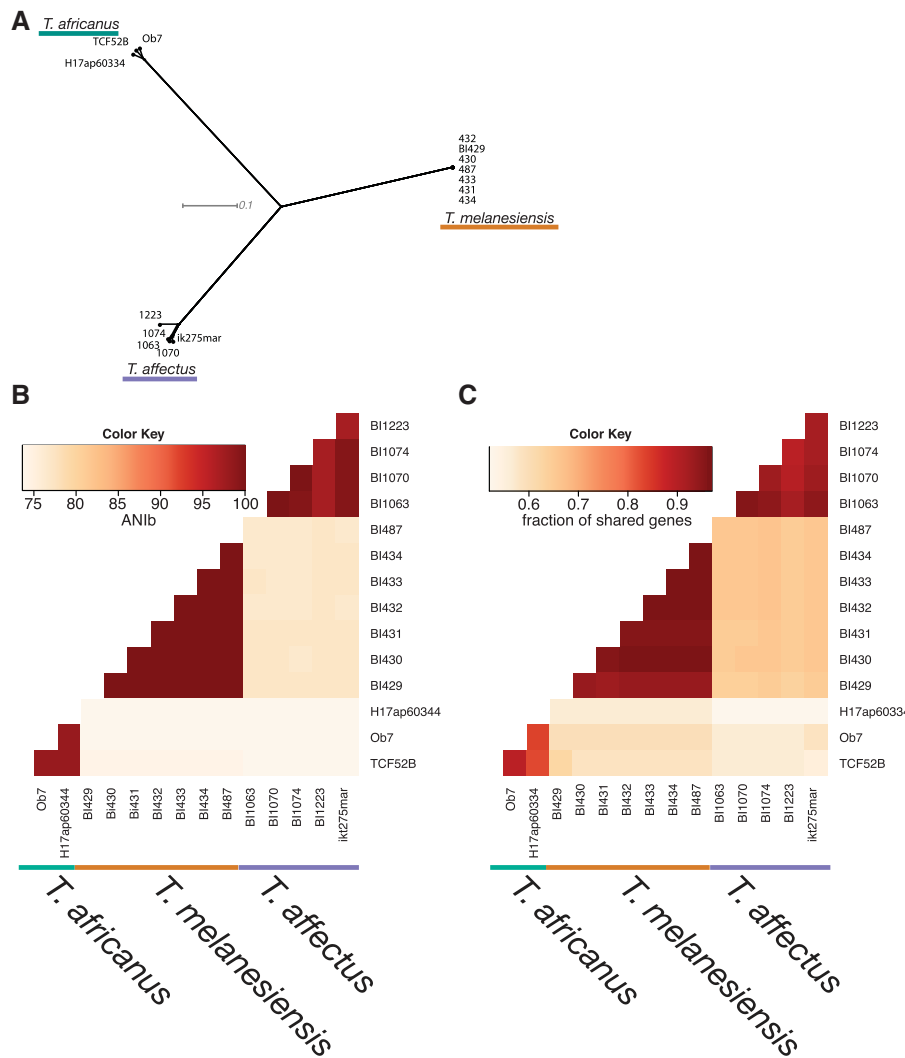 A
T. africanus
TCF52B
Ob7
H17ap60334
432
BI429
430
487
433
431
434
0.1
T. melanesiensis
1223
1074
ik275mar
1063
1070
T. affectus
B
Color Key
75 80 85 90 95 100
ANIb
BI1223
BI1074
BI1070
BI1063
BI487
BI434
BI433
BI432
BI431
BI430
BI429
H17ap60344
Ob7
TCF52B
Ob7
H17ap60344
BI429
Bi430
Bi431
BI432
BI433
BI434
BI487
BI1063
BI1070
BI1074
BI1223
ikt275mar
T. africanus
T. melanesiensis
T. affectus
C
Color Key
0.6 0.7 0.8 0.9
fraction of shared genes
BI1223
BI1074
BI1070
BI1063
BI487
BI434
BI433
BI432
BI431
BI430
BI429
H17ap60334
Ob7
TCF52B
Ob7
H17ap60334
BI429
BI430
BI431
BI432
BI433
BI434
BI487
BI1063
BI1070
BI1074
BI1223
ikt275mar
T. africanus
T. melanesiensis
T. affectus